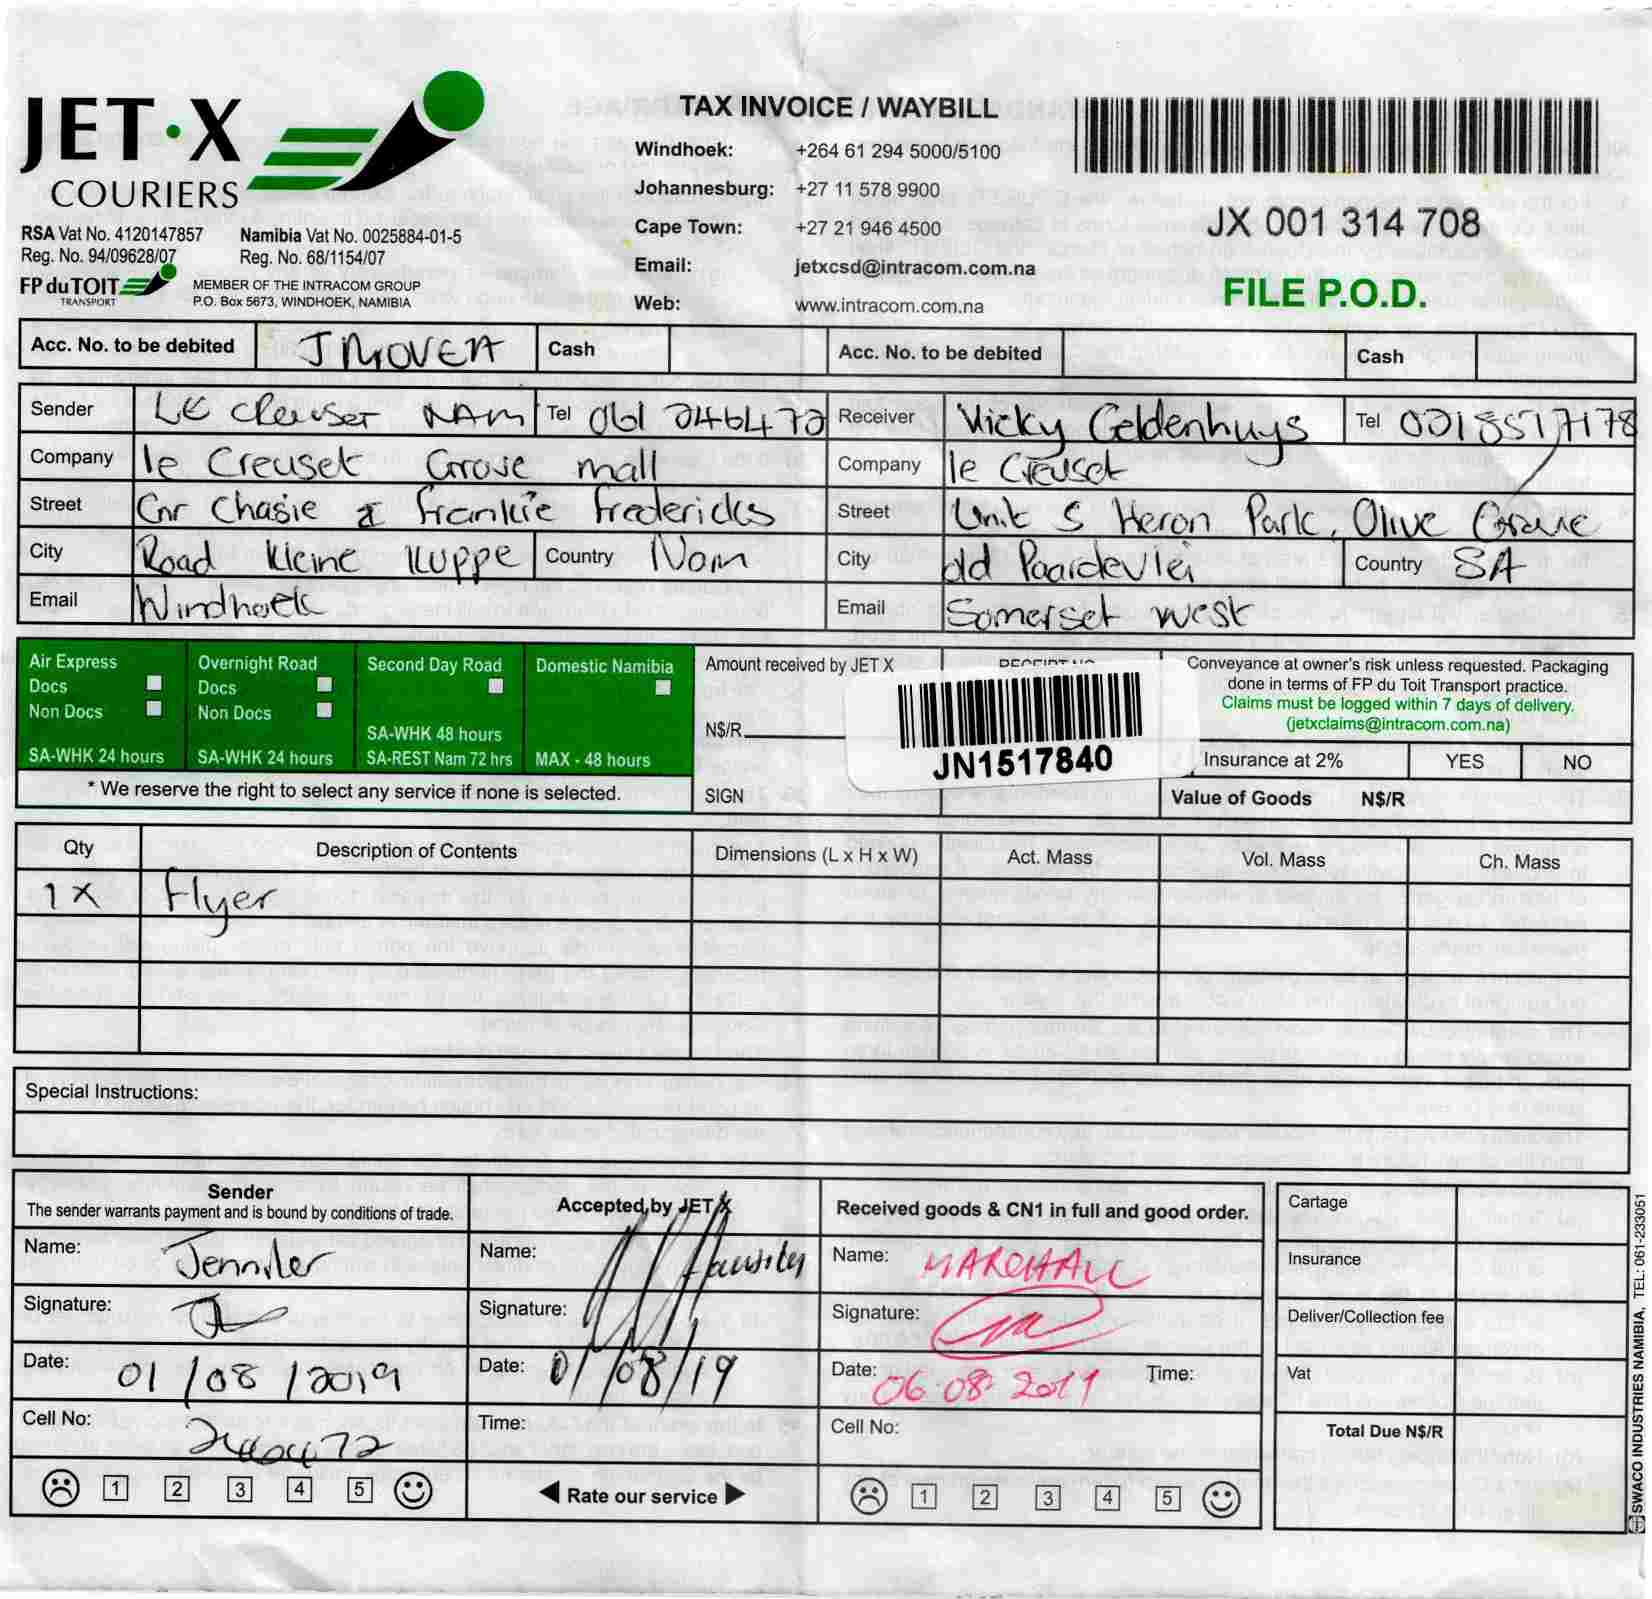 JET·X
COURIERS
RSA Vat No. 4120147857
Reg. No. 94/09628/07
Namibia Vat No. 0025884-01-5
Reg. No. 68/1154/07
FP du TOIT
TRANSPORT
MEMBER OF THE INTRACOM GROUP
P.O. Box 5673, WINDHOEK, NAMIBIA
TAX INVOICE / WAYBILL
Windhoek: +264 61 294 5000/5100
Johannesburg: +27 11 578 9900
Cape Town: +27 21 946 4500
Email: jetxcsd@intracom.com.na
Web: www.intracom.com.na
JX 001 314 708
FILE P.O.D.
Acc. No. to be debited Cash
Acc. No. to be debited Cash
Sender LE Creuser NAM Tel 061 246472
Receiver Vicky Geldenhuys Tel
Company le Creuset Grove mall
Company le Creuset
Street Cnr Chasie & Frankie Fredericks
Street Unit 5 Heron Park, Olive Grove
City Road Kleine Kuppe Country Nam
City old Paardevlei Country SA
Email Windhoek
Email Somerset west
Air Express
Docs
Non Docs
SA-WHK 24 hours
Overnight Road
Docs
Non Docs
SA-WHK 24 hours
Second Day Road
SA-WHK 48 hours
SA-REST Nam 72 hrs
Domestic Namibia
MAX - 48 hours
* We reserve the right to select any service if none is selected.
Amount received by JET X
N$/R
SIGN
JN1517840
Conveyance at owner's risk unless requested. Packaging
done in terms of FP du Toit Transport practice.
Claims must be logged within 7 days of delivery.
(jetxclaims@intracom.com.na)
Insurance at 2% YES NO
Value of Goods N$/R
Qty Description of Contents Dimensions (L x H x W) Act. Mass Vol. Mass Ch. Mass
1 X Flyer
Special Instructions:
Sender
The sender warrants payment and is bound by conditions of trade.
Name: Jennifer
Signature:
Date: 01/08/2019
Cell No: 246472
1 2 3 4 5
Accepted by JET X
Name:
Signature:
Date: 01/08/19
Time:
Rate our service
Received goods & CN1 in full and good order.
Name: MARCHALL
Signature:
Date: 06.08.2019 Time:
Cell No:
1 2 3 4 5
Cartage
Insurance
Deliver/Collection fee
Vat
Total Due N$/R
SWACO INDUSTRIES NAMIBIA, TEL: 061-233051